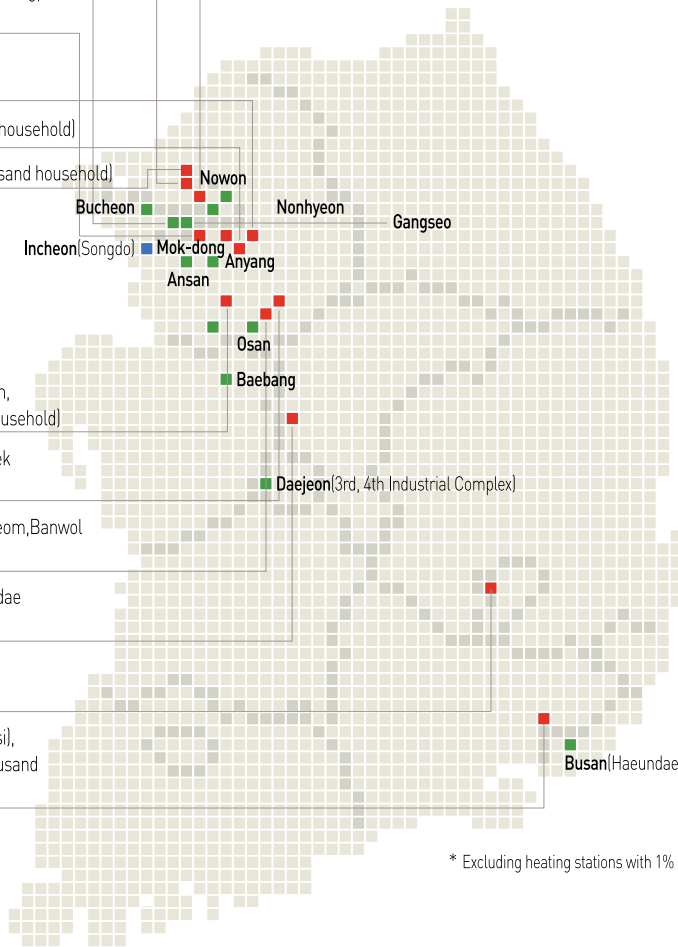 household)
sand household)
Nowon
Bucheon
Nonhyeon
Gangseo
Incheon(Songdo)
Mok-dong
Anyang
Ansan
Osan
Baebang
usehold)
Daejeon(3rd, 4th Industrial Complex)
eom,Banwol
dae
si),
usand
Busan(Haeundae
* Excluding heating stations with 1%